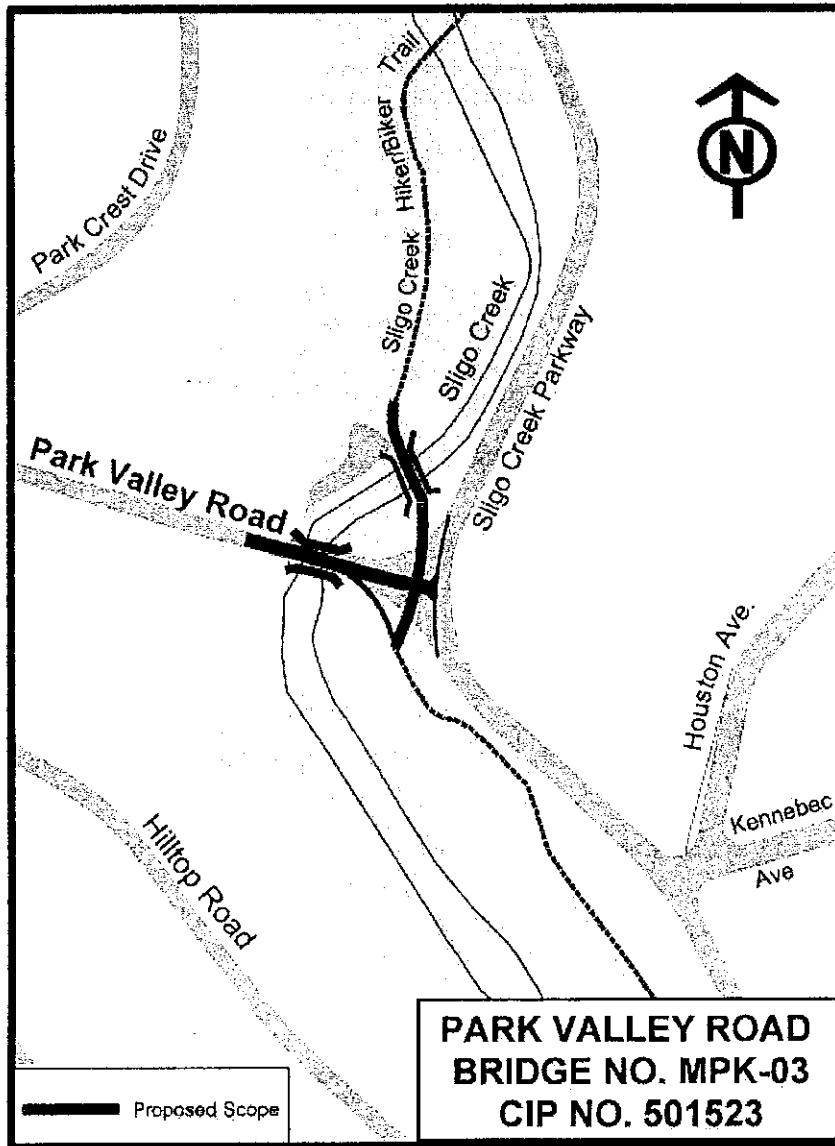 Trail
Hiker/Biker
Sligo Creek
N
Park Crest Drive
Sligo Creek
Sligo Creek Parkway
Park Valley Road
Houston Ave.
Kennebec
Ave
Hilltop Road
PARK VALLEY ROAD
BRIDGE NO. MPK-03
CIP NO. 501523
Proposed Scope